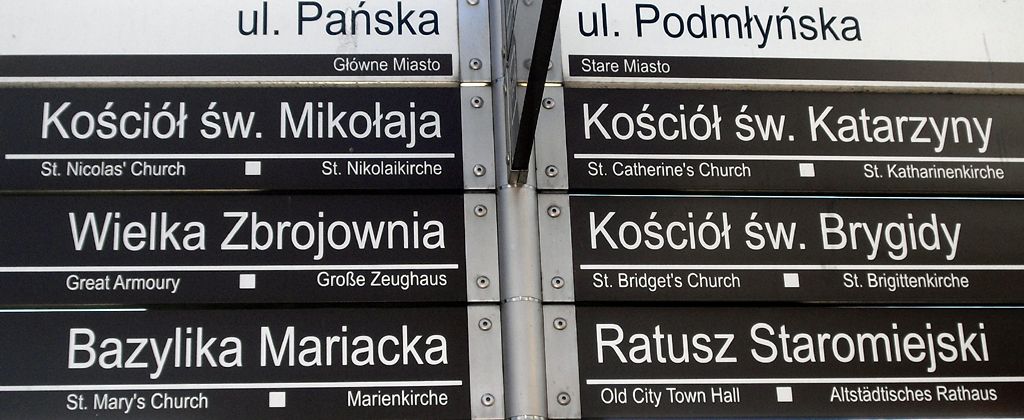 ul. Pańska
Główne Miasto
Kościół św. Mikołaja
St. Nicolas' Church St. Nikolaikirche
Wielka Zbrojownia
Great Armoury Große Zeughaus
Bazylika Mariacka
St. Mary's Church Marienkirche
ul. Podmłyńska
Stare Miasto
Kościół św. Katarzyny
St. Catherine's Church St. Katharinenkirche
Kościół św. Brygidy
St. Bridget's Church St. Brigittenkirche
Ratusz Staromiejski
Old City Town Hall Altstädtisches Rathaus